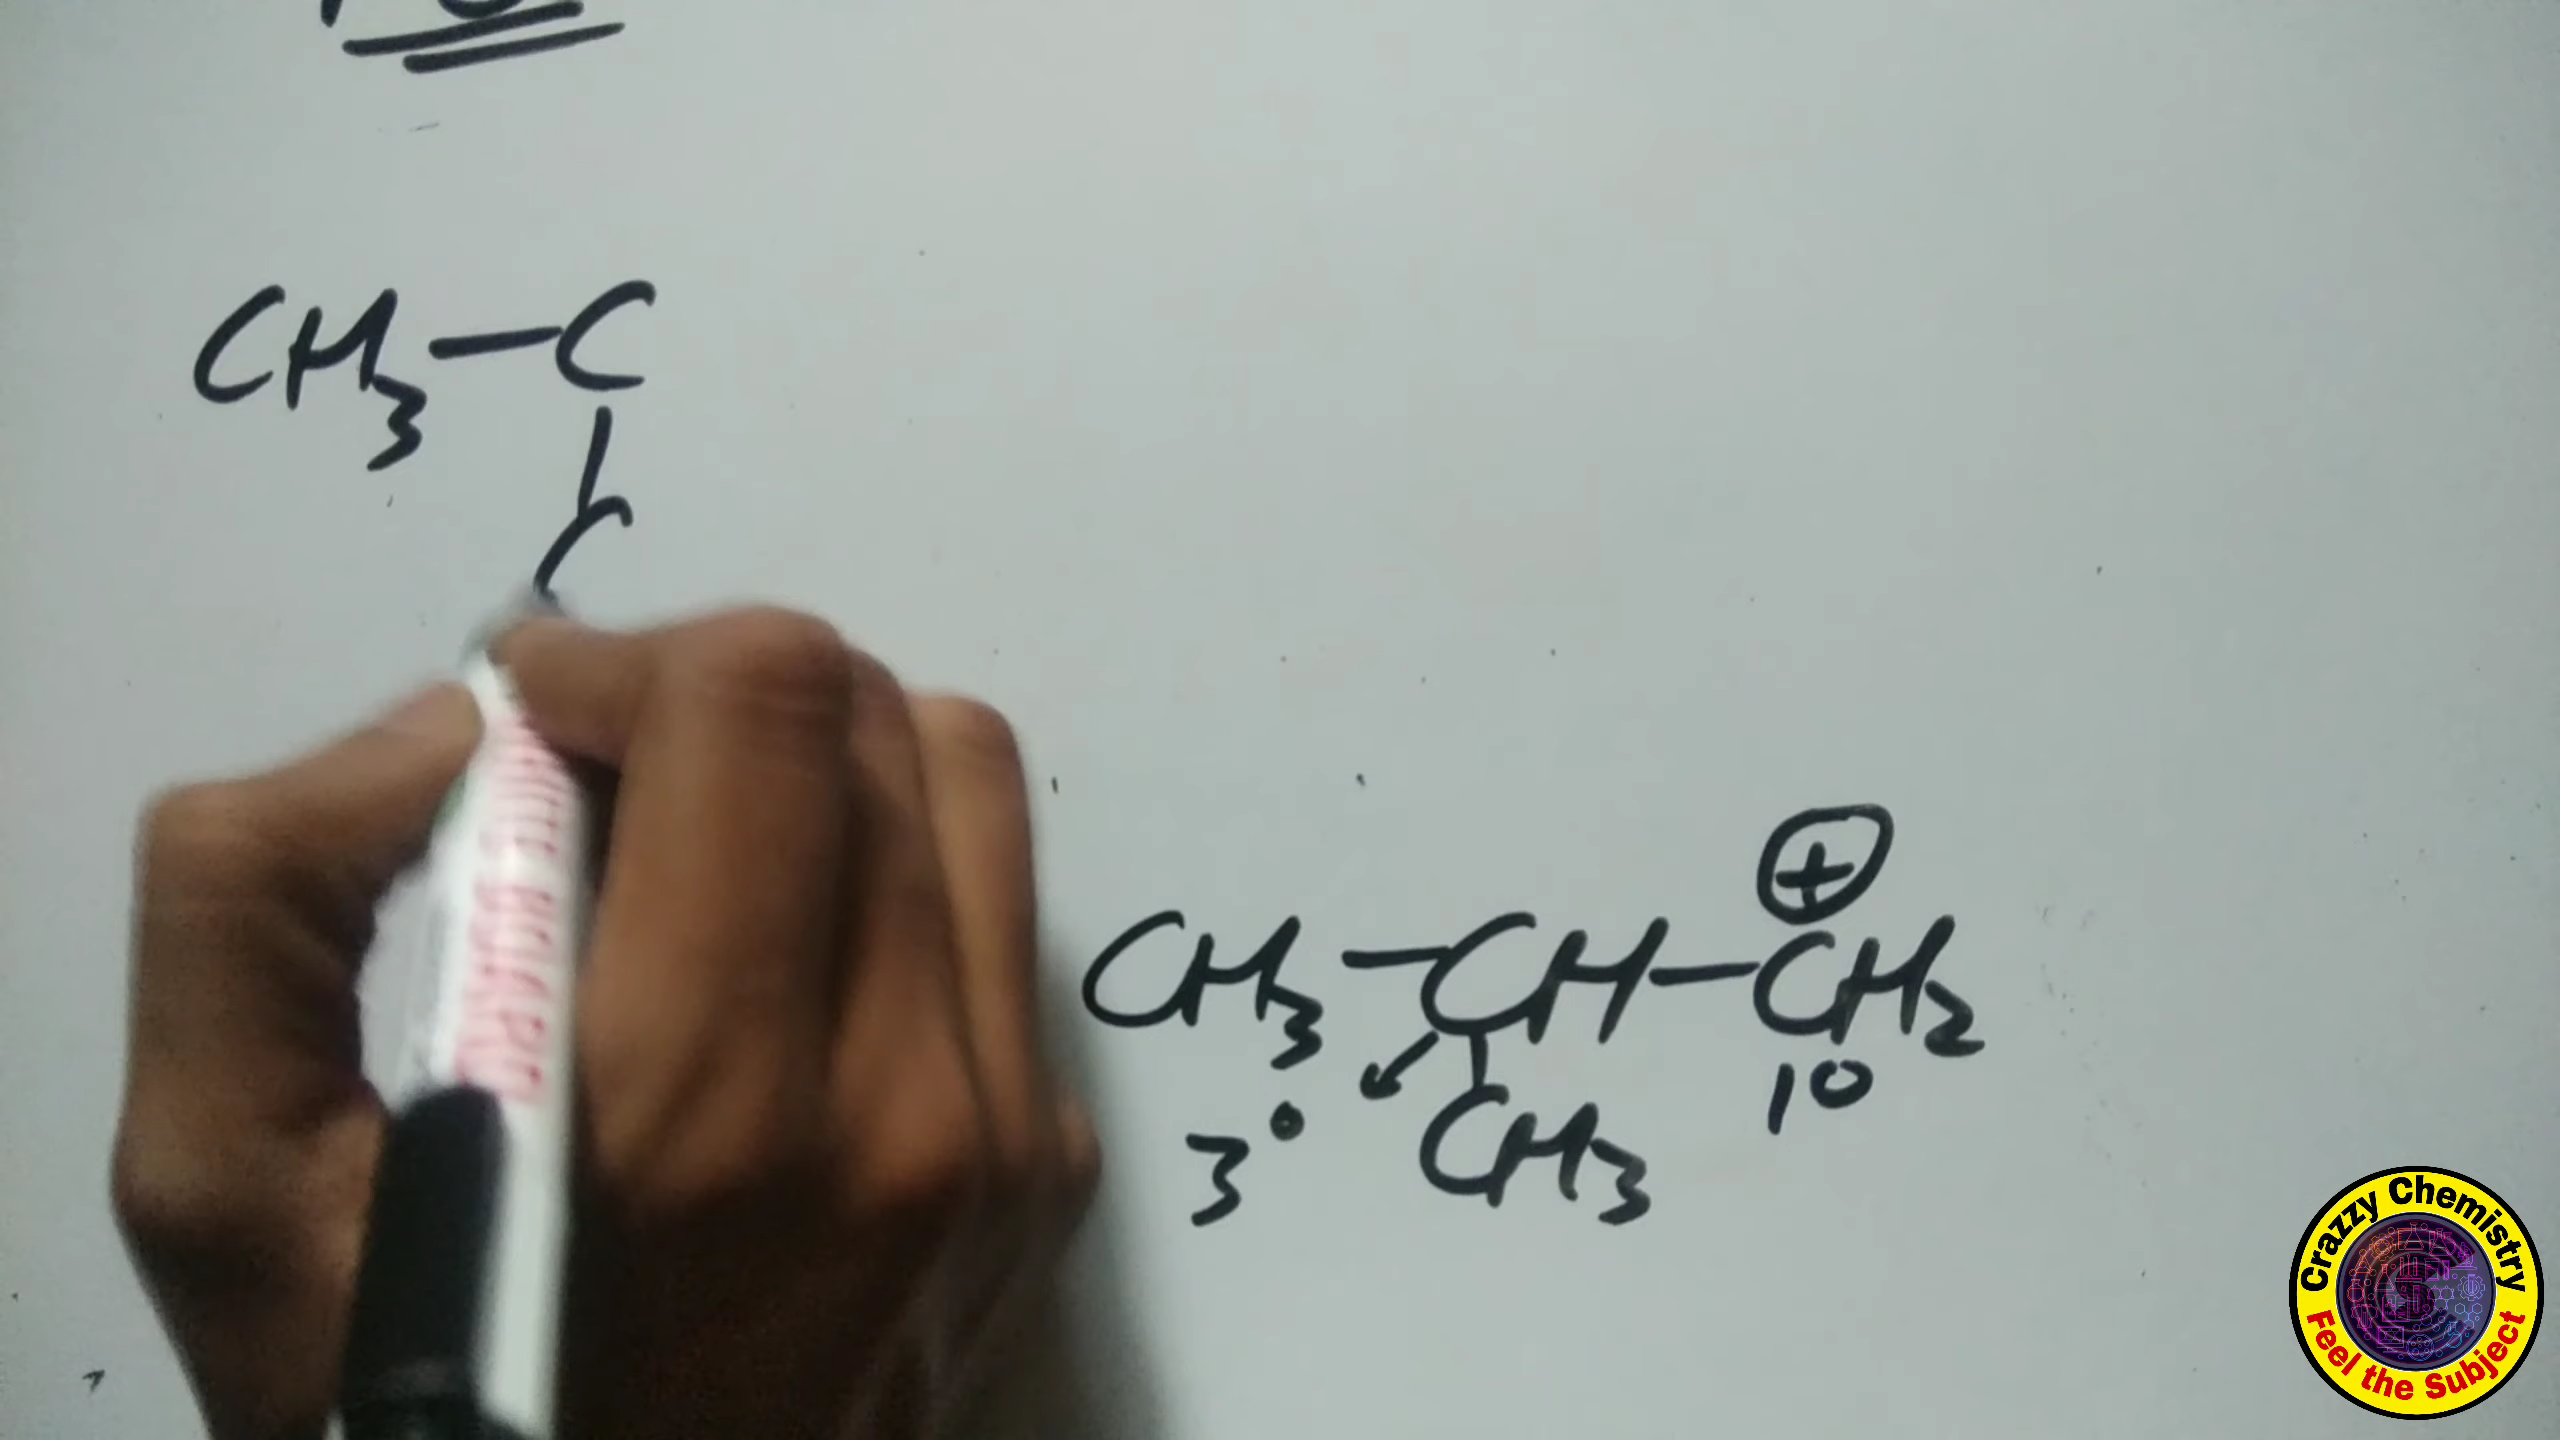 CH3-C
C
⊕
CH3-CH-CH2
3° CH3 1°
Crazzy Chemistry
Feel the Subject